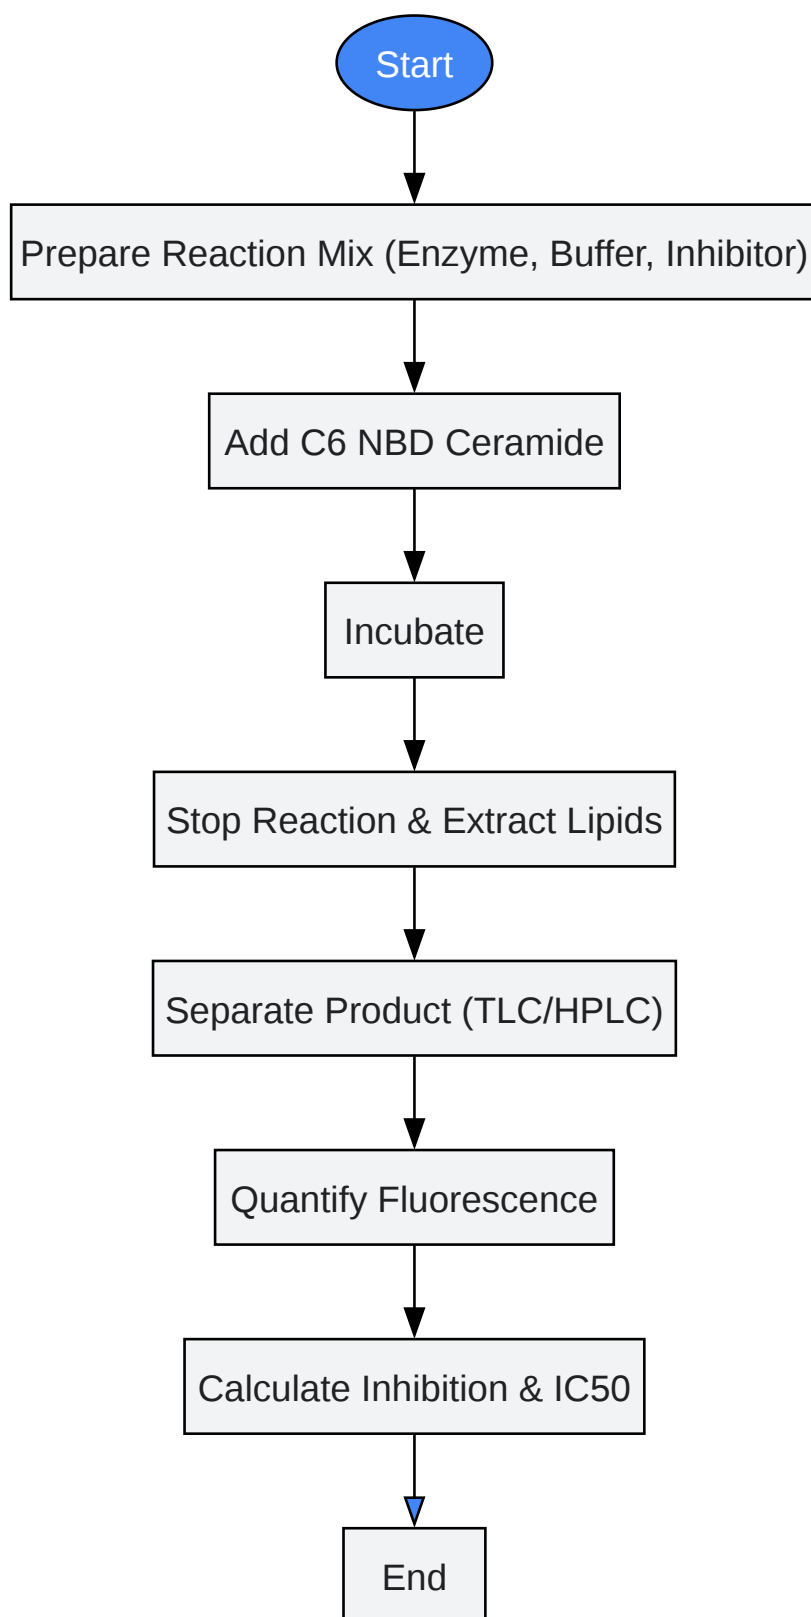 Start
Prepare Reaction Mix (Enzyme, Buffer, Inhibitor)
Add C6 NBD Ceramide
Incubate
Stop Reaction & Extract Lipids
Separate Product (TLC/HPLC)
Quantify Fluorescence
Calculate Inhibition & IC50
End